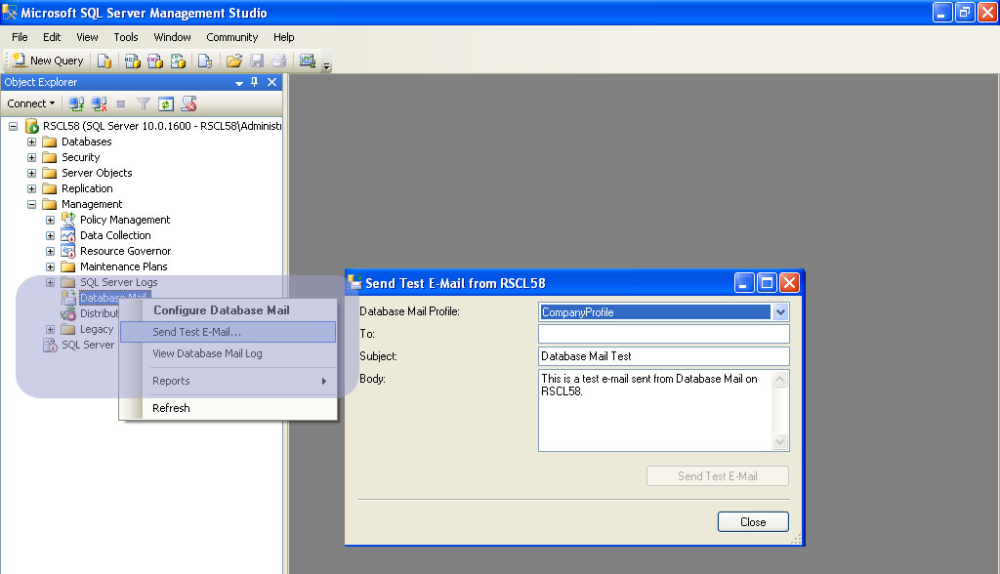 Microsoft SQL Server Management Studio
File Edit View Tools Window Community Help
New Query
Object Explorer
Connect
RSCL58 (SQL Server 10.0.1600 - RSCL58\Administr
Databases
Security
Server Objects
Replication
Management
Policy Management
Data Collection
Resource Governor
Maintenance Plans
SQL Server Logs
Database Mail
Distribut
Legacy
SQL Server
Configure Database Mail
Send Test E-Mail...
View Database Mail Log
Reports
Refresh
Send Test E-Mail from RSCL58
Database Mail Profile: CompanyProfile
To:
Subject: Database Mail Test
Body: This is a test e-mail sent from Database Mail on
RSCL58.
Send Test E-Mail
Close